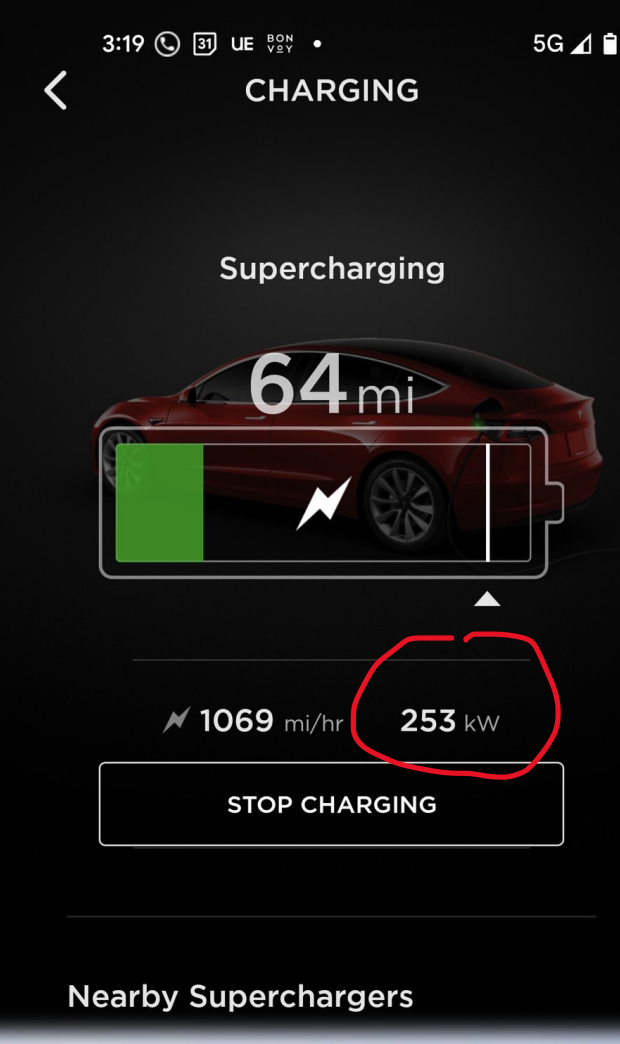 3:19 31 UE BON VOY • 5G
CHARGING
Supercharging
64 mi
1069 mi/hr 253 kW
STOP CHARGING
Nearby Superchargers